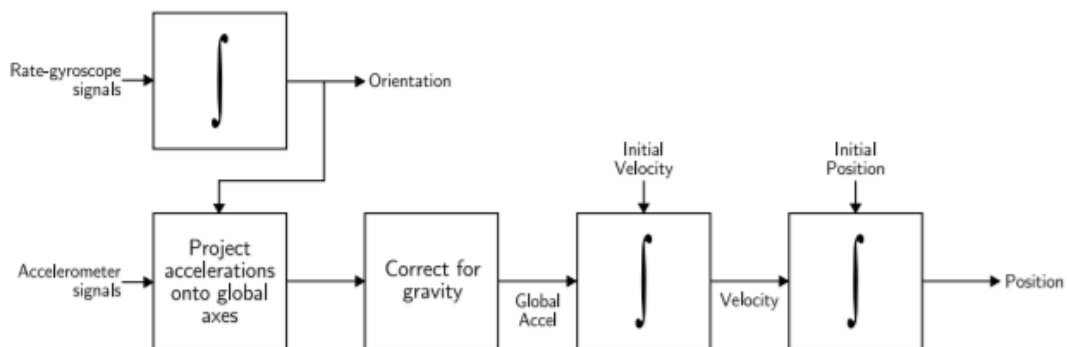 Rate-gyroscope
signals
∫
Orientation
Initial
Velocity
Initial
Position
Accelerometer
signals
Project
accelerations
onto global
axes
Correct for
gravity
Global
Accel
∫
Velocity
∫
Position